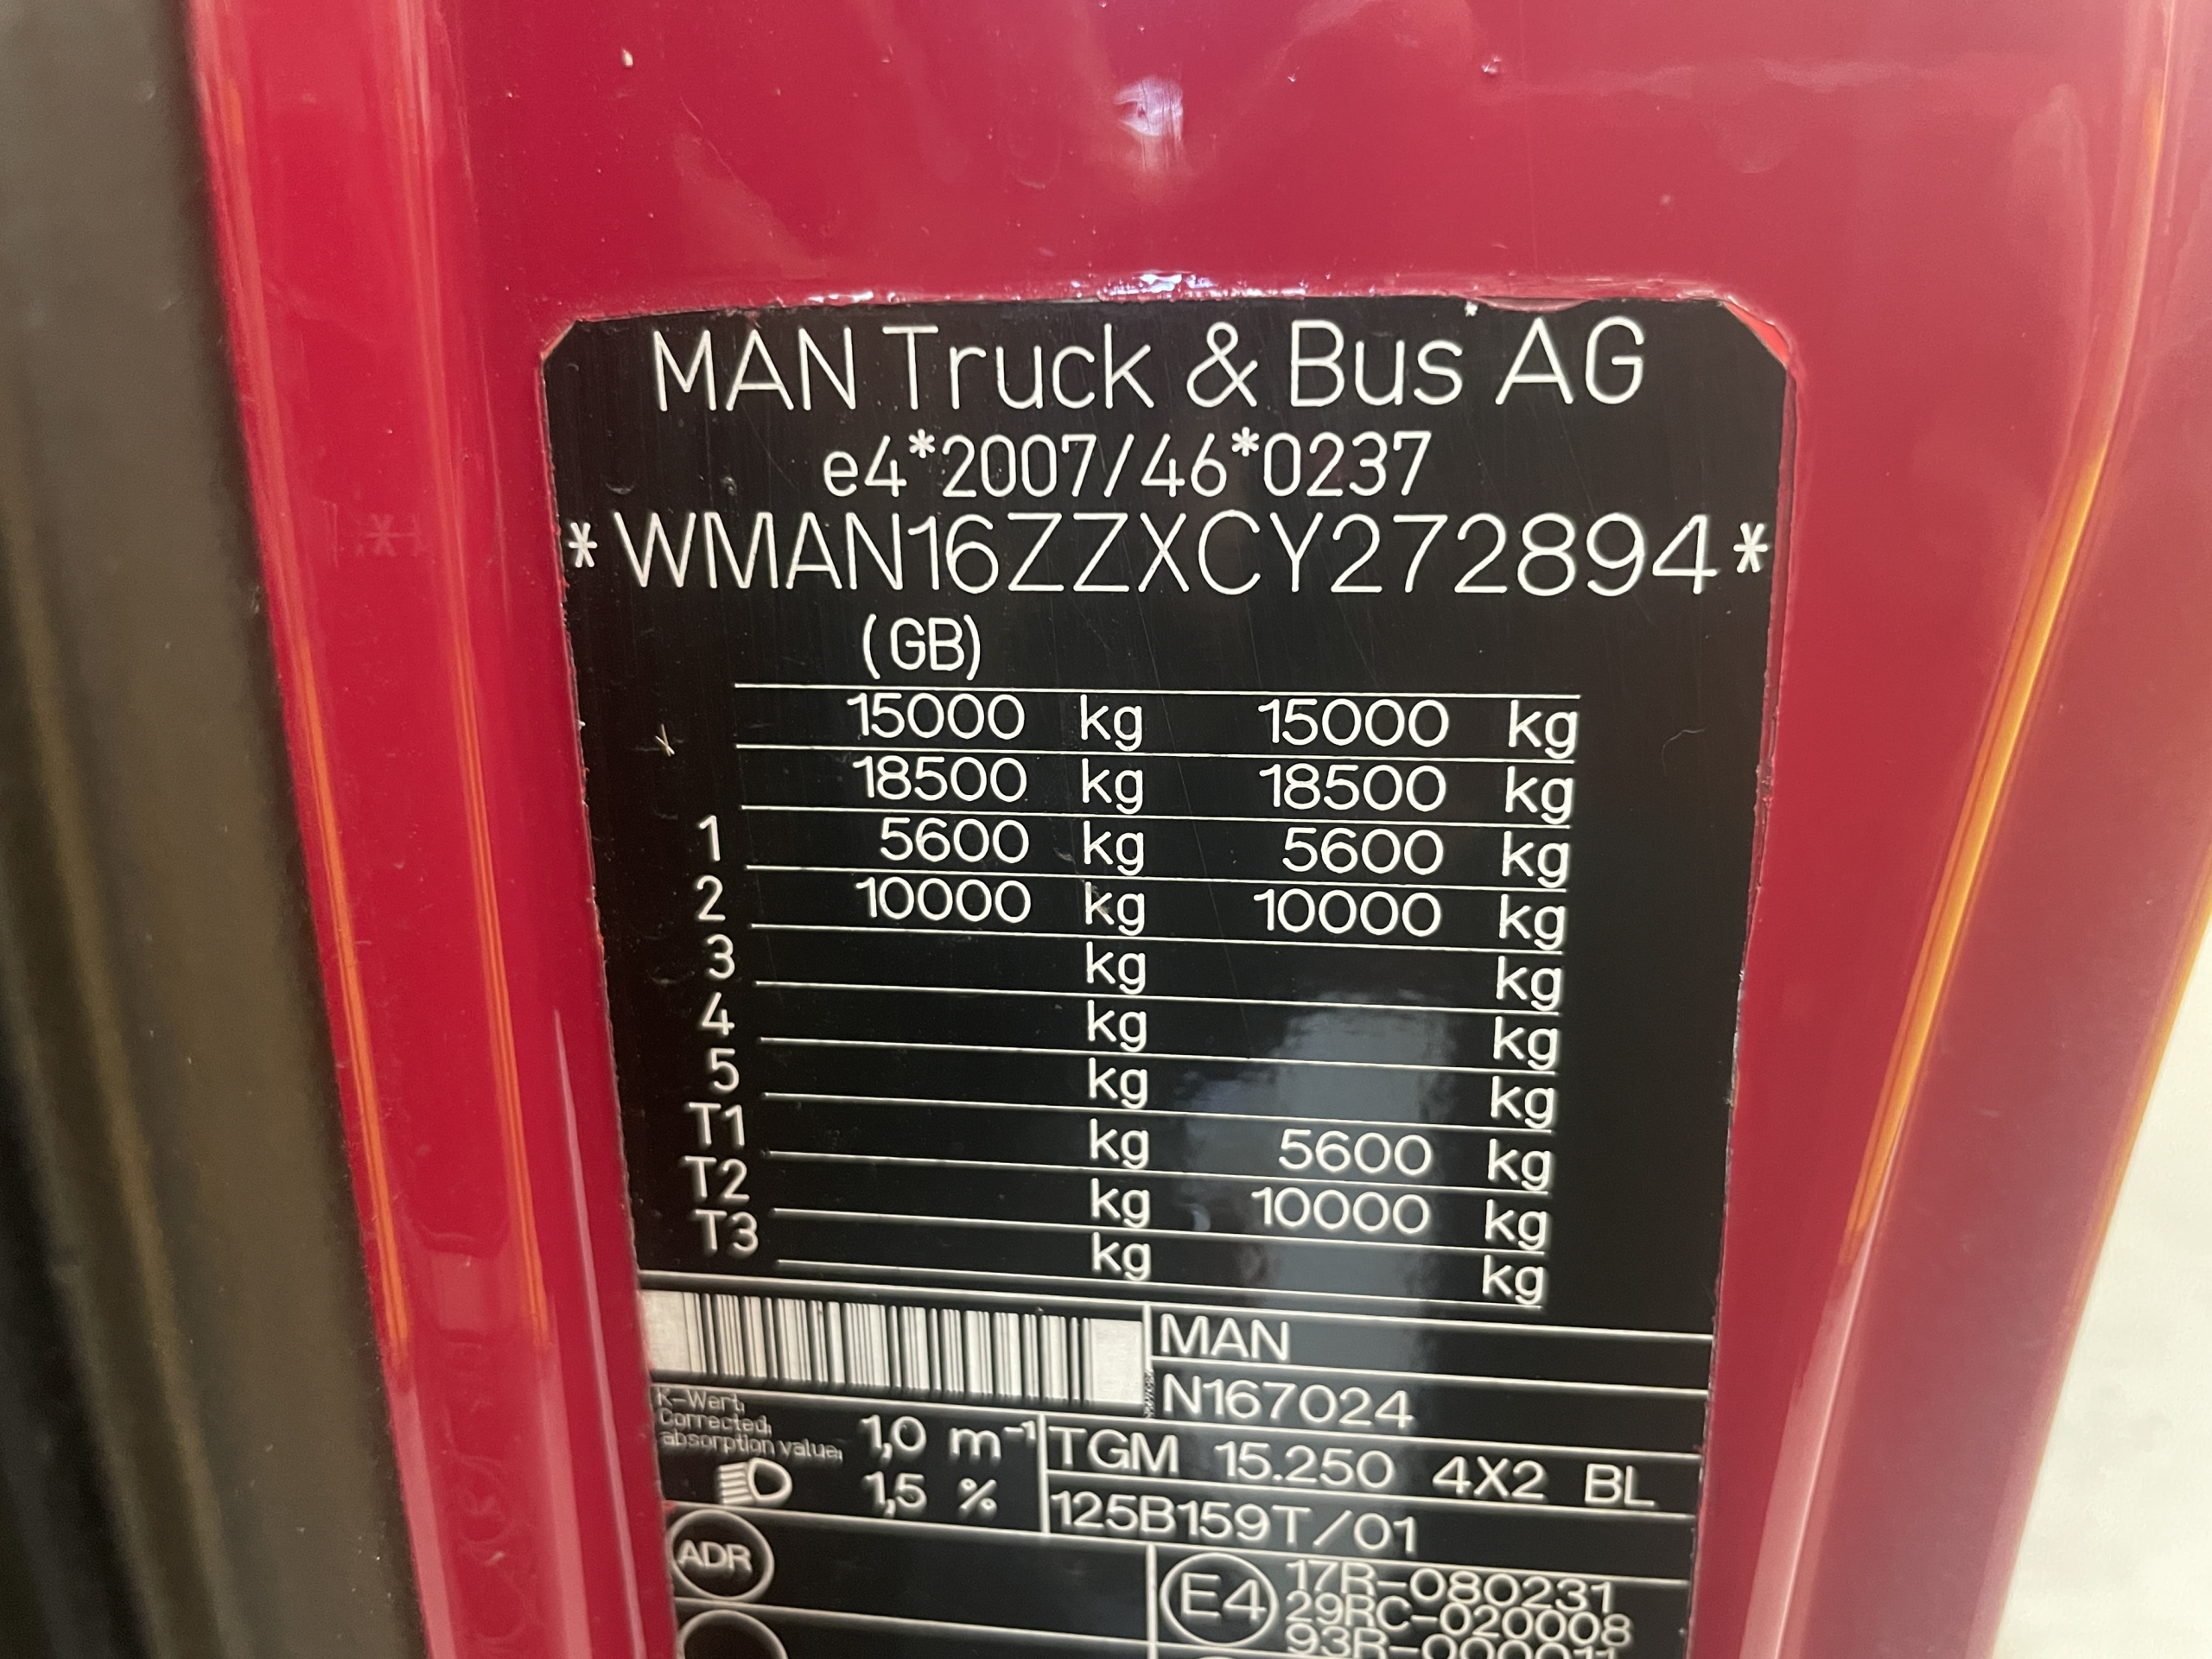 MAN Truck & Bus AG
e4*2007/46*0237
*WMAN16ZZXCY272894*
(GB)
15000 kg 15000 kg
18500 kg 18500 kg
1 5600 kg 5600 kg
2 10000 kg 10000 kg
3 kg kg
4 kg kg
5 kg kg
T1 kg 5600 kg
T2 kg 10000 kg
T3 kg kg
MAN
N167024
K-Wert,
Corrected,
absorption value,
1,0 m⁻¹
TGM 15.250 4X2 BL
1,5 %
125B159T/01
ADR
E4
17R-080231
29RC-020008
93R-000011